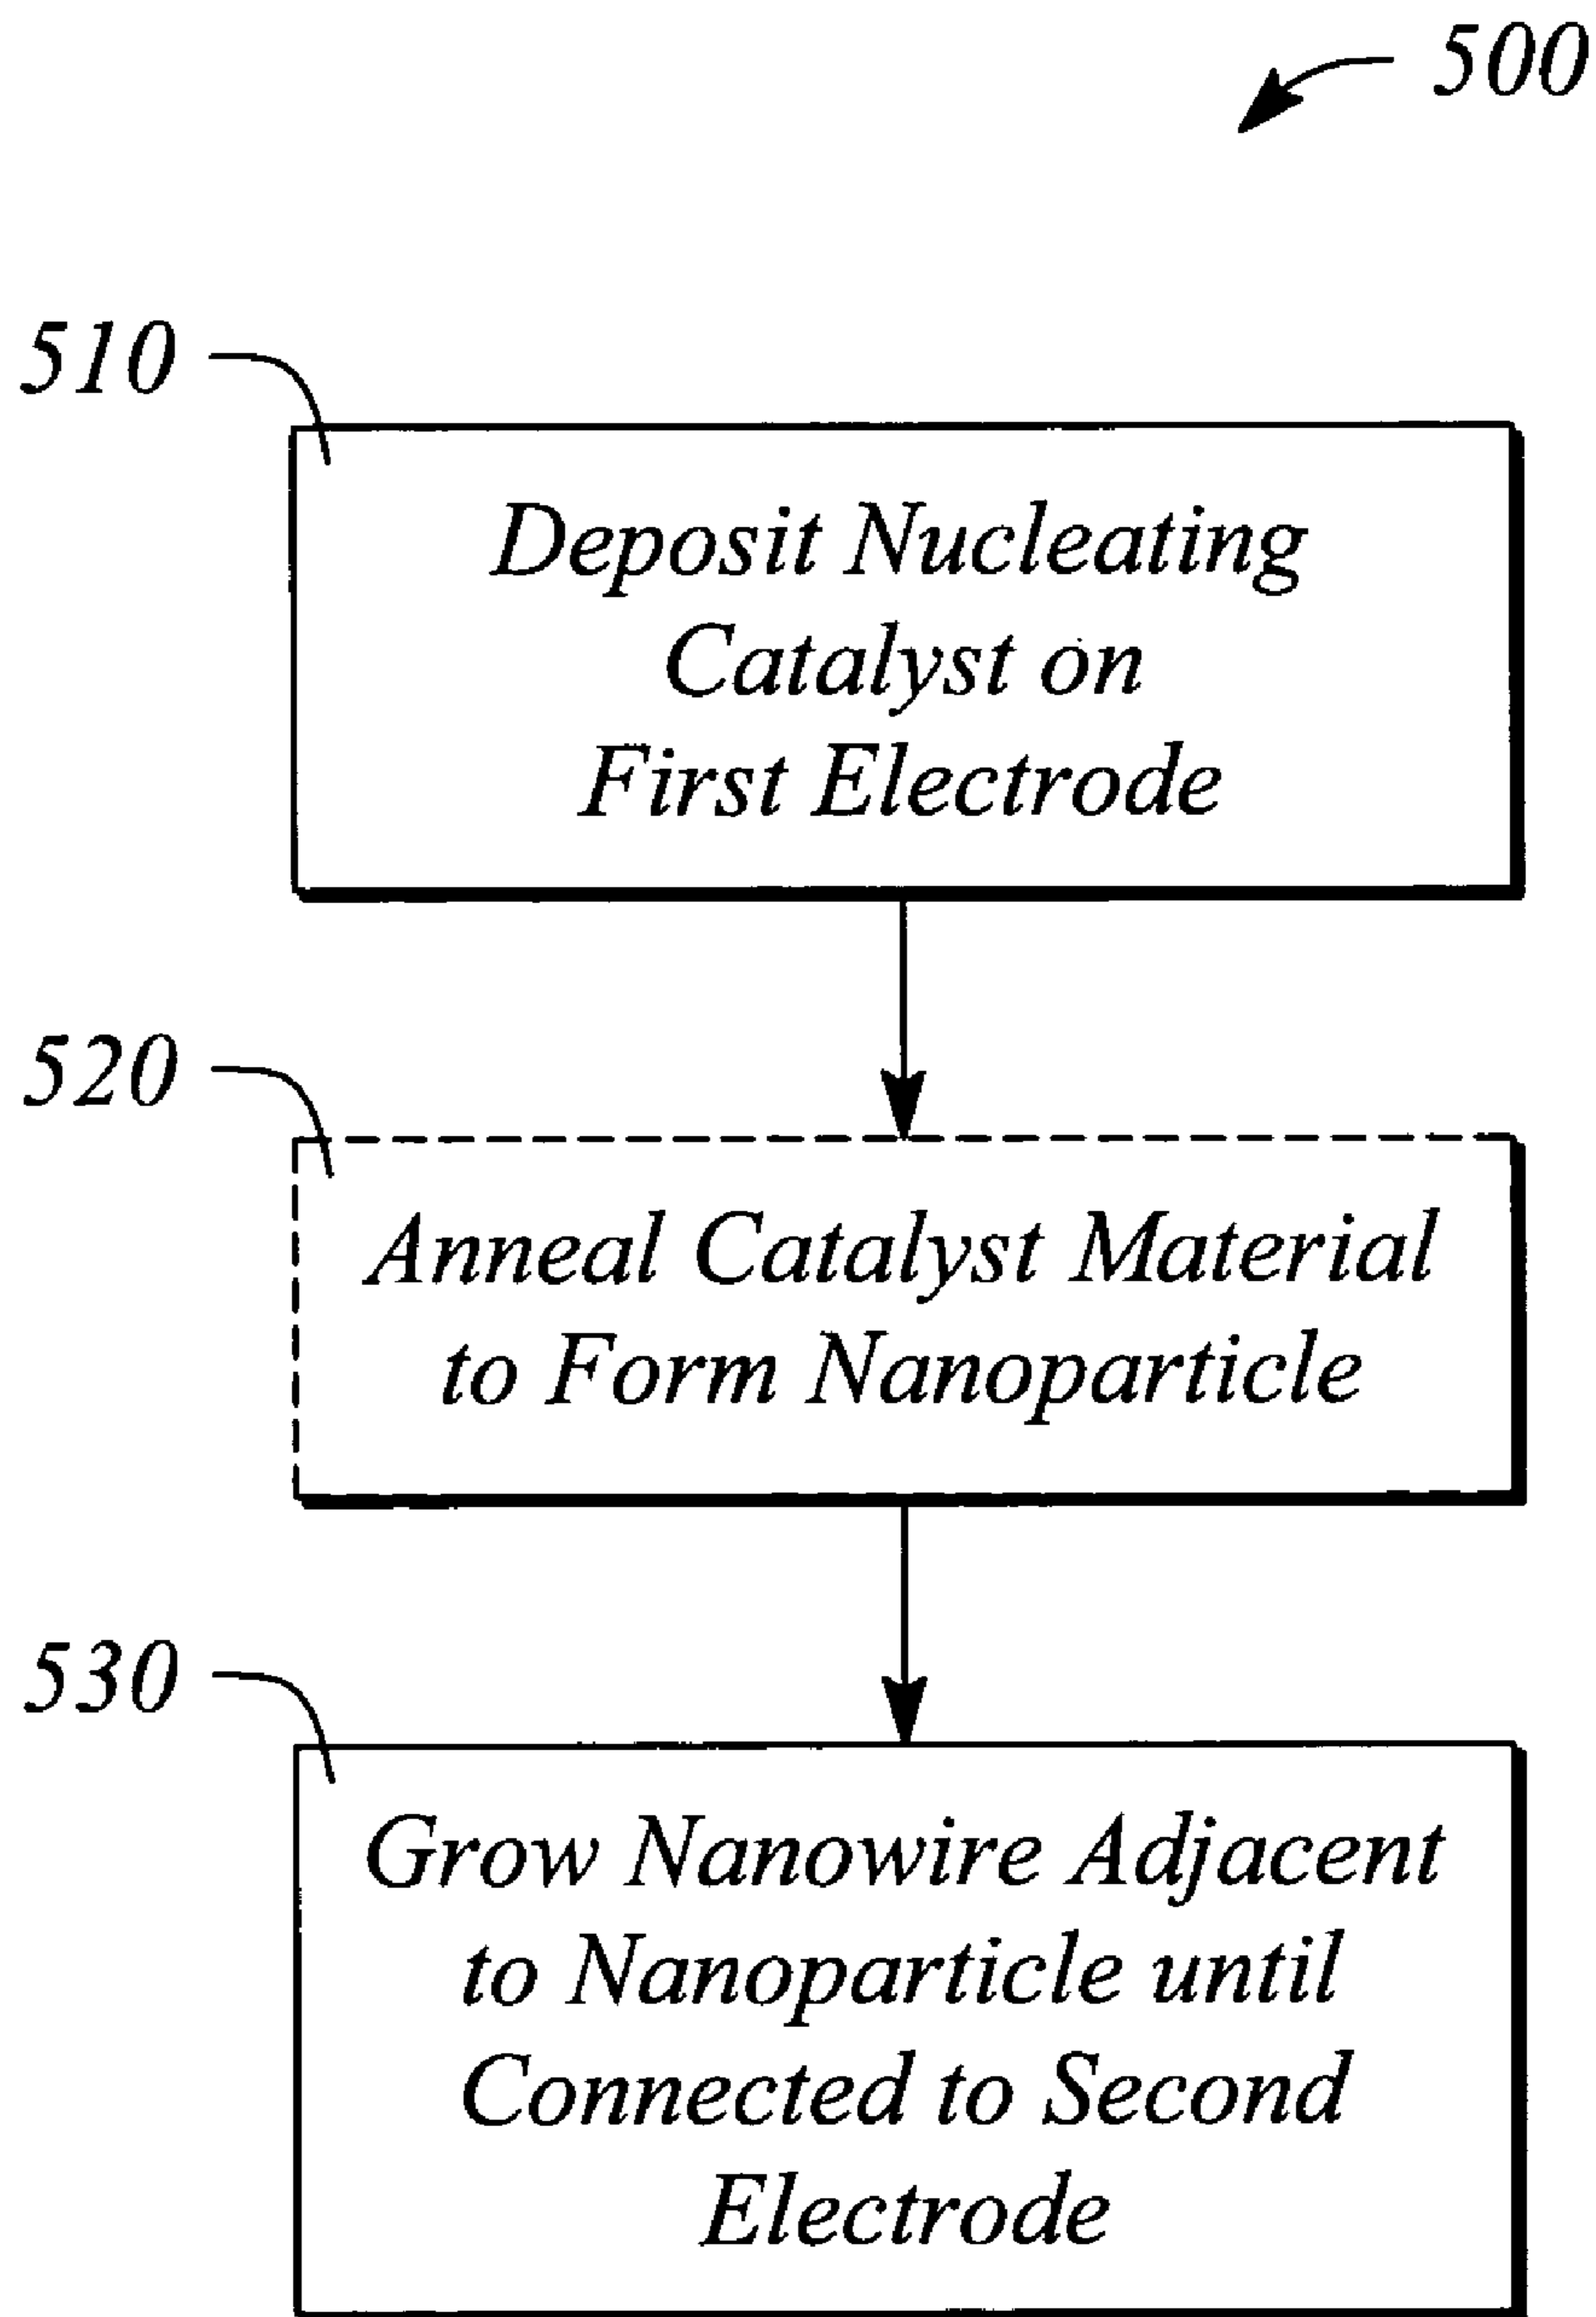 500
510
Deposit Nucleating
Catalyst on
First Electrode
520
Anneal Catalyst Material
to Form Nanoparticle
530
Grow Nanowire Adjacent
to Nanoparticle until
Connected to Second
Electrode